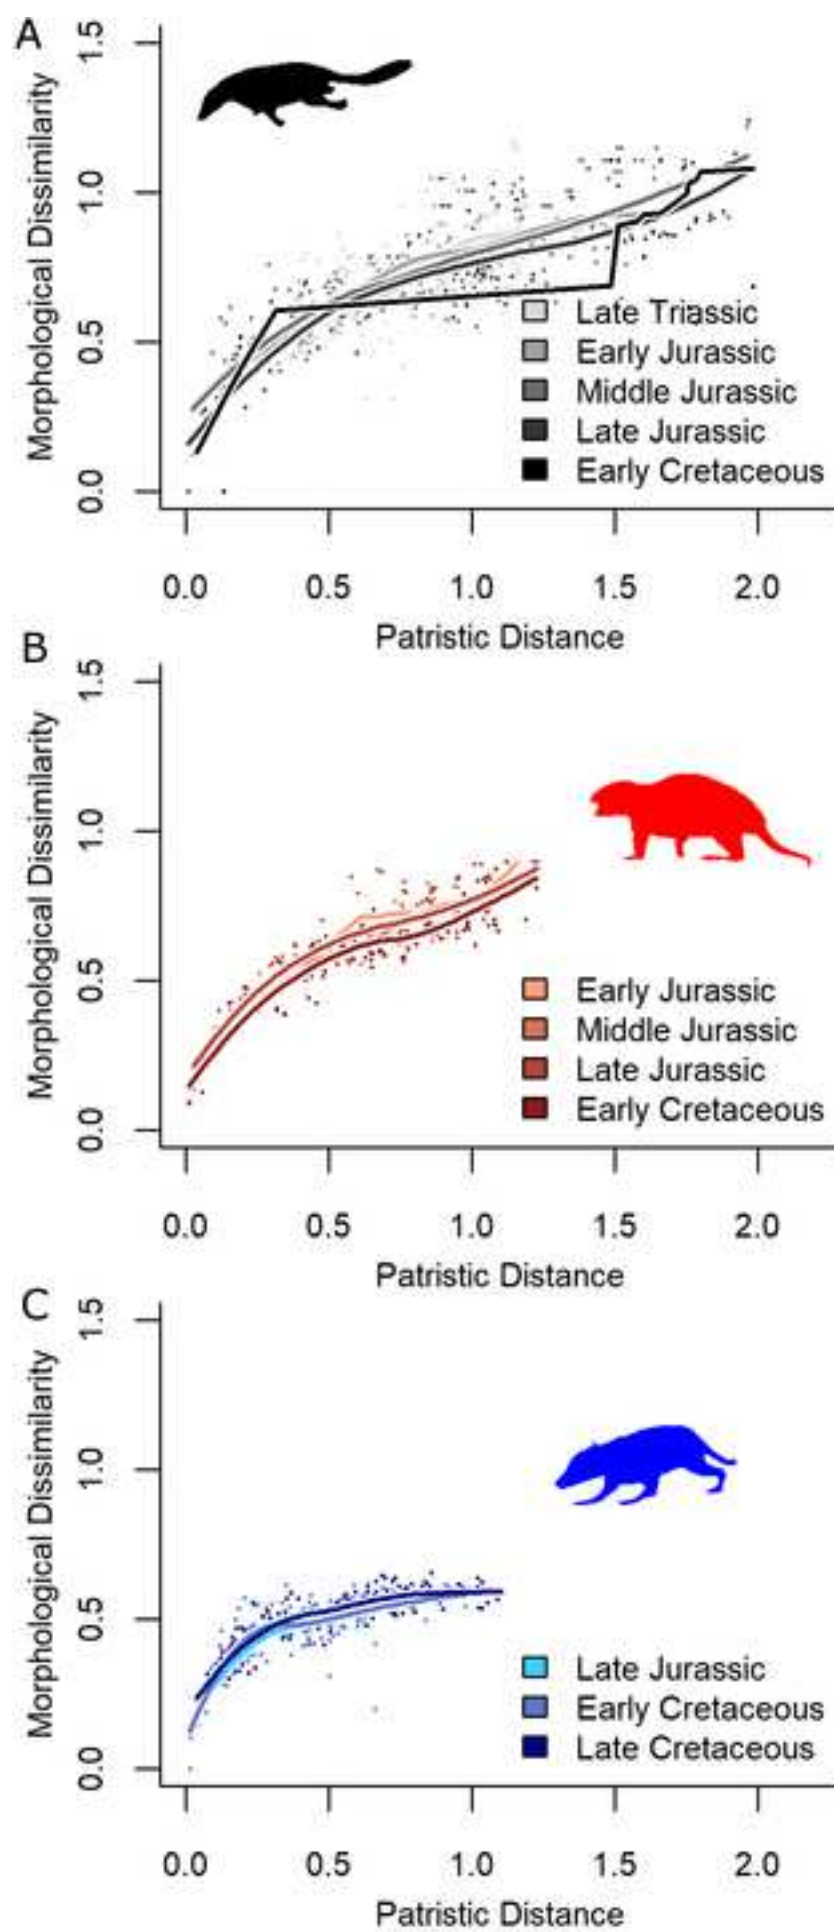 A
1.5
1.0
0.5
0.0
Morphological Dissimilarity
Late Triassic
Early Jurassic
Middle Jurassic
Late Jurassic
Early Cretaceous
0.0 0.5 1.0 1.5 2.0
Patristic Distance
B
1.5
1.0
0.5
0.0
Morphological Dissimilarity
Early Jurassic
Middle Jurassic
Late Jurassic
Early Cretaceous
0.0 0.5 1.0 1.5 2.0
Patristic Distance
C
1.5
1.0
0.5
0.0
Morphological Dissimilarity
Late Jurassic
Early Cretaceous
Late Cretaceous
0.0 0.5 1.0 1.5 2.0
Patristic Distance